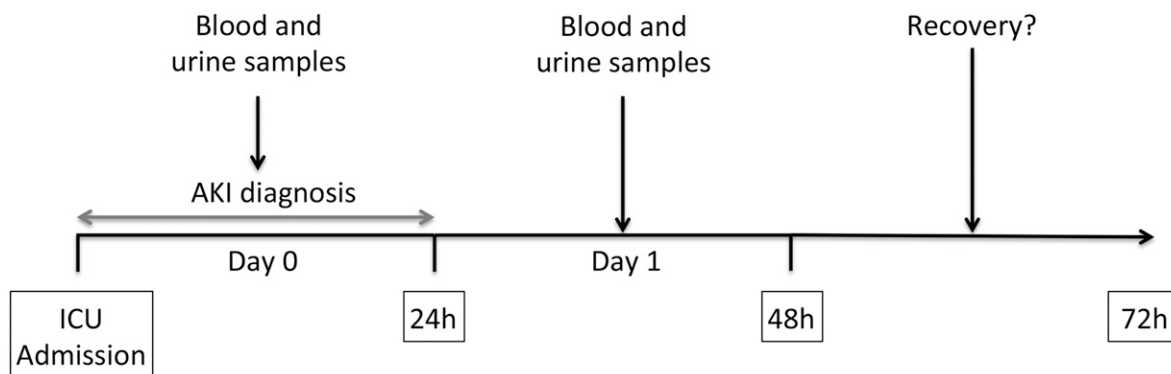 Blood and
urine samples
Blood and
urine samples
Recovery?
AKI diagnosis
Day 0
Day 1
ICU
Admission
24h
48h
72h